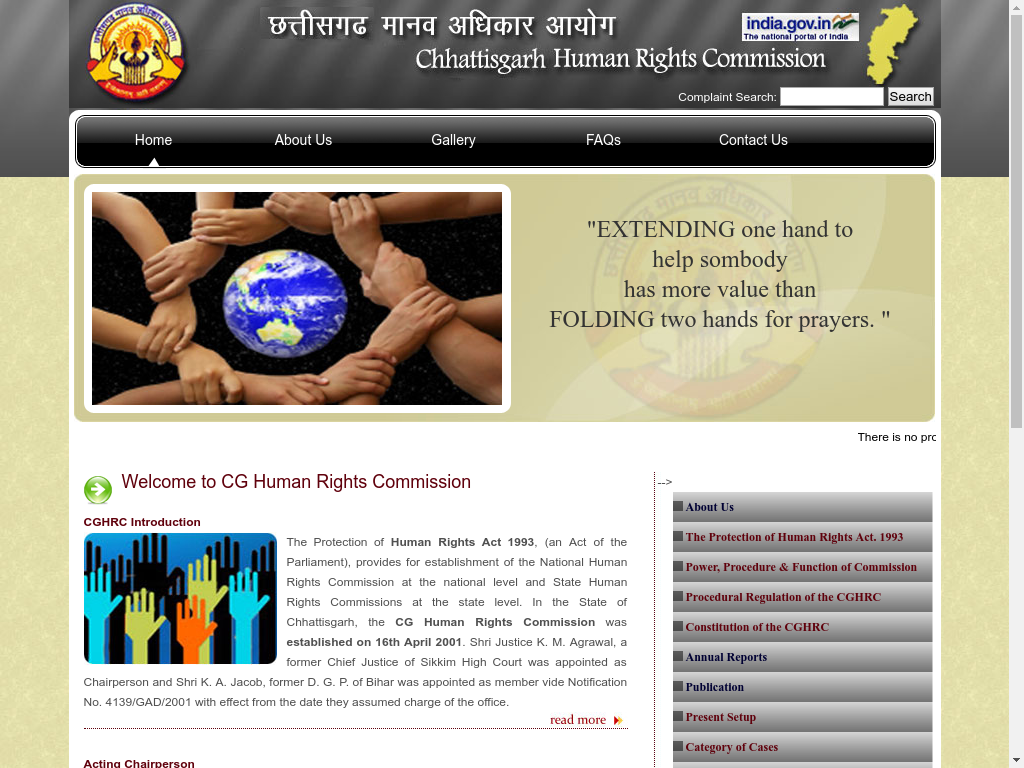 छत्तीसगढ मानव अधिकार आयोग
Chhattisgarh Human Rights Commission
india.gov.in
The national portal of India
Complaint Search:
Search
Home
About Us
Gallery
FAQs
Contact Us
"EXTENDING one hand to
help sombody
has more value than
FOLDING two hands for prayers. "
There is no pro
Welcome to CG Human Rights Commission
CGHRC Introduction
The Protection of Human Rights Act 1993, (an Act of the
Parliament), provides for establishment of the National Human
Rights Commission at the national level and State Human
Rights Commissions at the state level. In the State of
Chhattisgarh, the CG Human Rights Commission was
established on 16th April 2001. Shri Justice K. M. Agrawal, a
former Chief Justice of Sikkim High Court was appointed as
Chairperson and Shri K. A. Jacob, former D. G. P. of Bihar was appointed as member vide Notification
No. 4139/GAD/2001 with effect from the date they assumed charge of the office.
read more
Acting Chairperson
-->
About Us
The Protection of Human Rights Act. 1993
Power, Procedure & Function of Commission
Procedural Regulation of the CGHRC
Constitution of the CGHRC
Annual Reports
Publication
Present Setup
Category of Cases